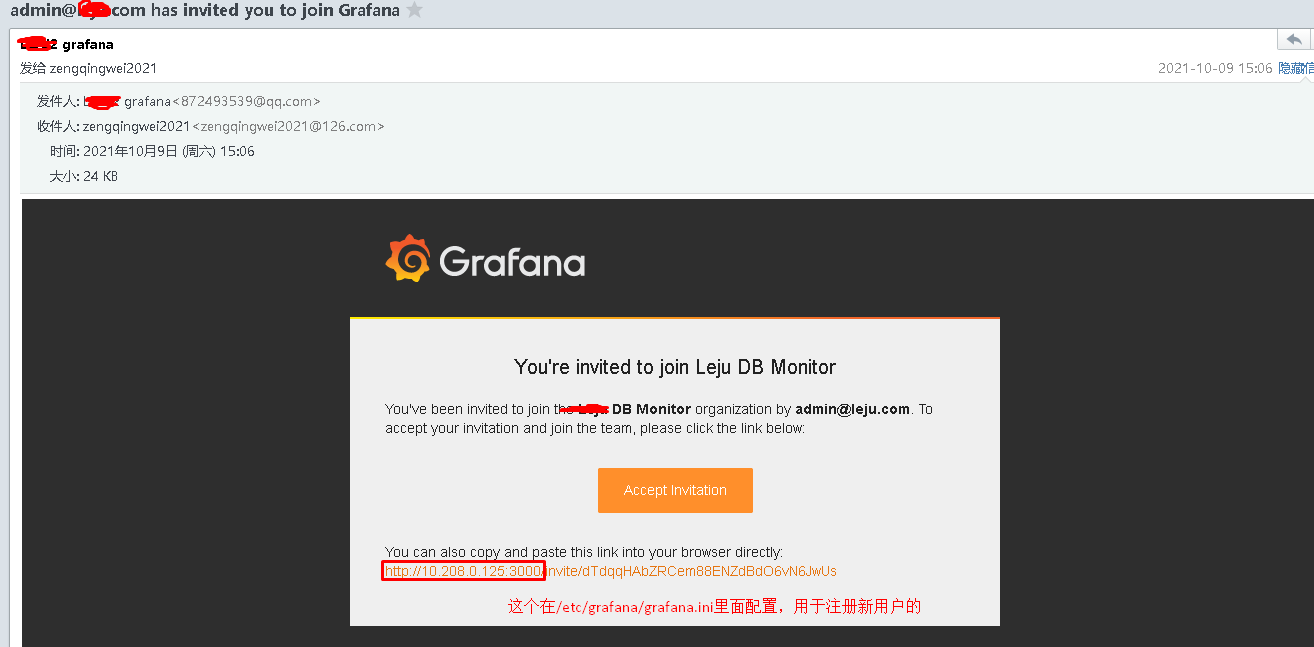 admin@ com has invited you to join Grafana
grafana
发给 zengqingwei2021
2021-10-09 15:06 隐藏信
发件人: grafana<872493539@qq.com>
收件人: zengqingwei2021<zengqingwei2021@126.com>
时间: 2021年10月9日 (周六) 15:06
大小: 24 KB
Grafana
You're invited to join Leju DB Monitor
You've been invited to join the DB Monitor organization by admin@leju.com. To
accept your invitation and join the team, please click the link below:
Accept Invitation
You can also copy and paste this link into your browser directly:
http://10.208.0.125:3000/invite/dTdqqHAbZRCem88ENZdBdO6vN6JwUs
这个在/etc/grafana/grafana.ini里面配置，用于注册新用户的